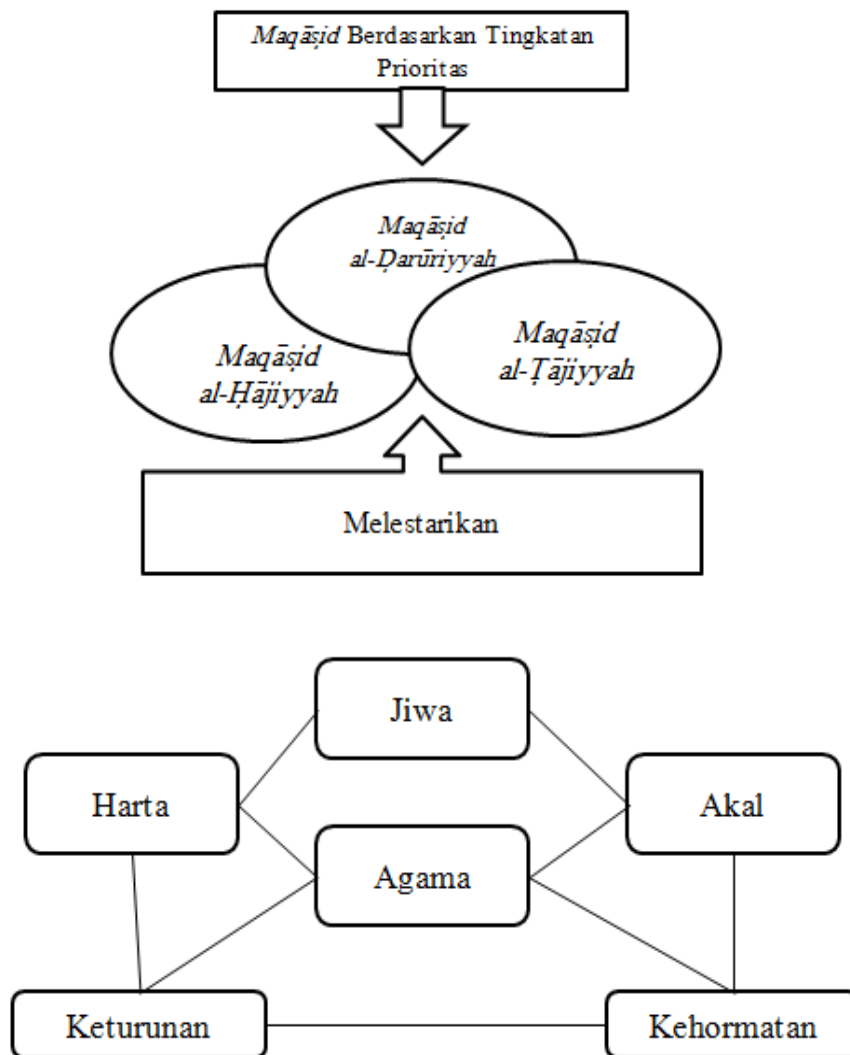 Maqāṣid Berdasarkan Tingkatan
Prioritas
Maqāṣid
al-Ḍarūriyyah
Maqāṣid
al-Ḥājiyyah
Maqāṣid
al-Ṭājiyyah
Melestarikan
Jiwa
Harta
Akal
Agama
Keturunan
Kehormatan